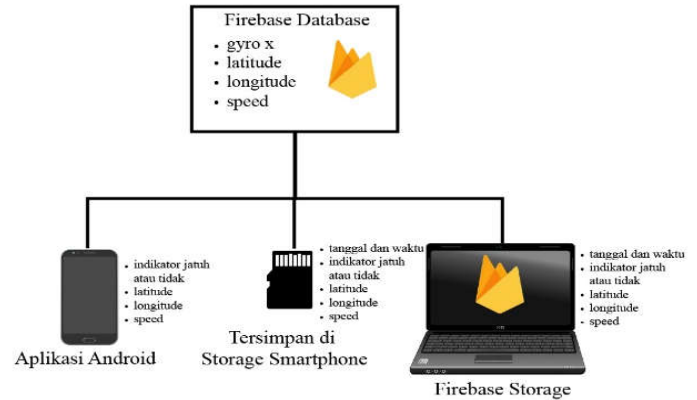 Firebase Database
• gyro x
• latitude
• longitude
• speed
• indikator jatuh
atau tidak
• latitude
• longitude
• speed
Aplikasi Android
• tanggal dan waktu
• indikator jatuh
atau tidak
• latitude
• longitude
• speed
Tersimpan di
Storage Smartphone
• tanggal dan waktu
• indikator jatuh
atau tidak
• latitude
• longitude
• speed
Firebase Storage